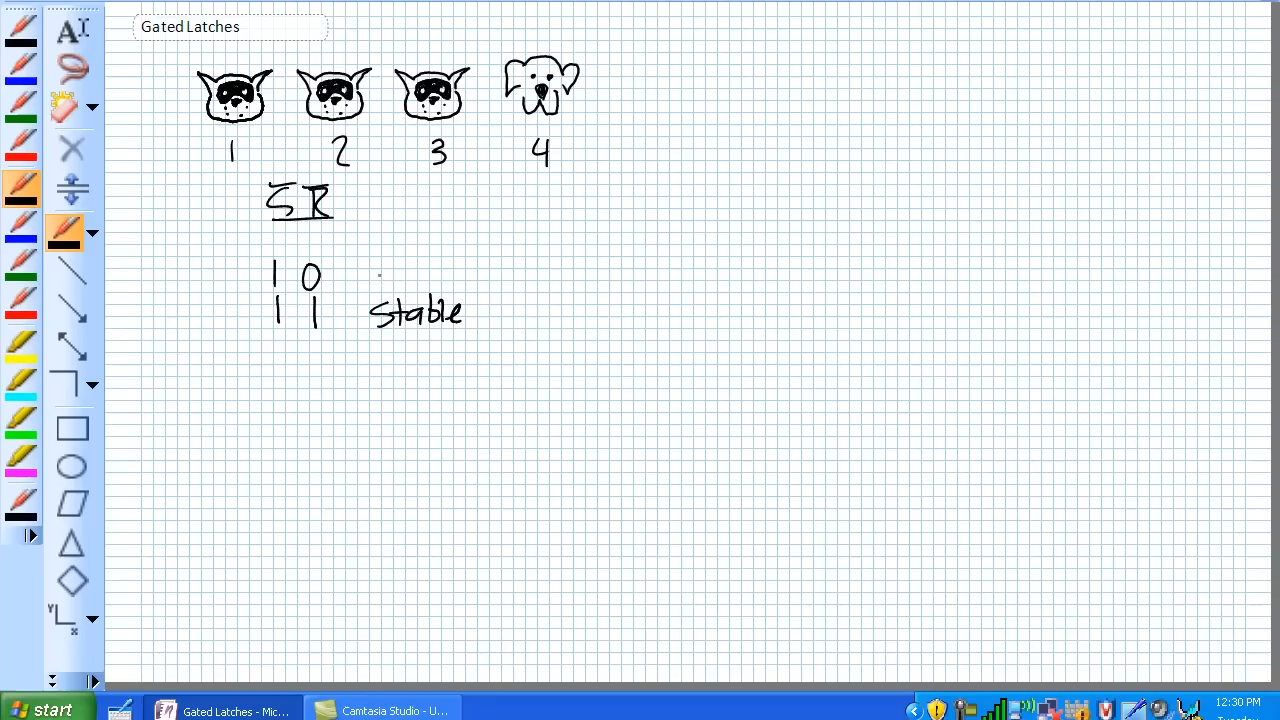 Gated Latches
1 2 3 4
S̅ R̅
1 0
1 1 stable
start
Gated Latches - Mic...
Camtasia Studio - U...
12:30 PM
Tuesday